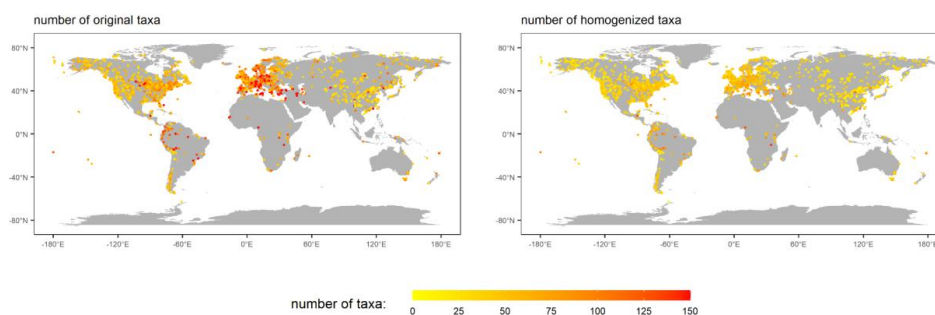 number of original taxa
number of homogenized taxa
80°N
40°N
0°N
-40°N
-80°N
-180°E -120°E -60°E 0°E 60°E 120°E 180°E
80°N
40°N
0°N
-40°N
-80°N
-180°E -120°E -60°E 0°E 60°E 120°E 180°E
number of taxa:
0 25 50 75 100 125 150